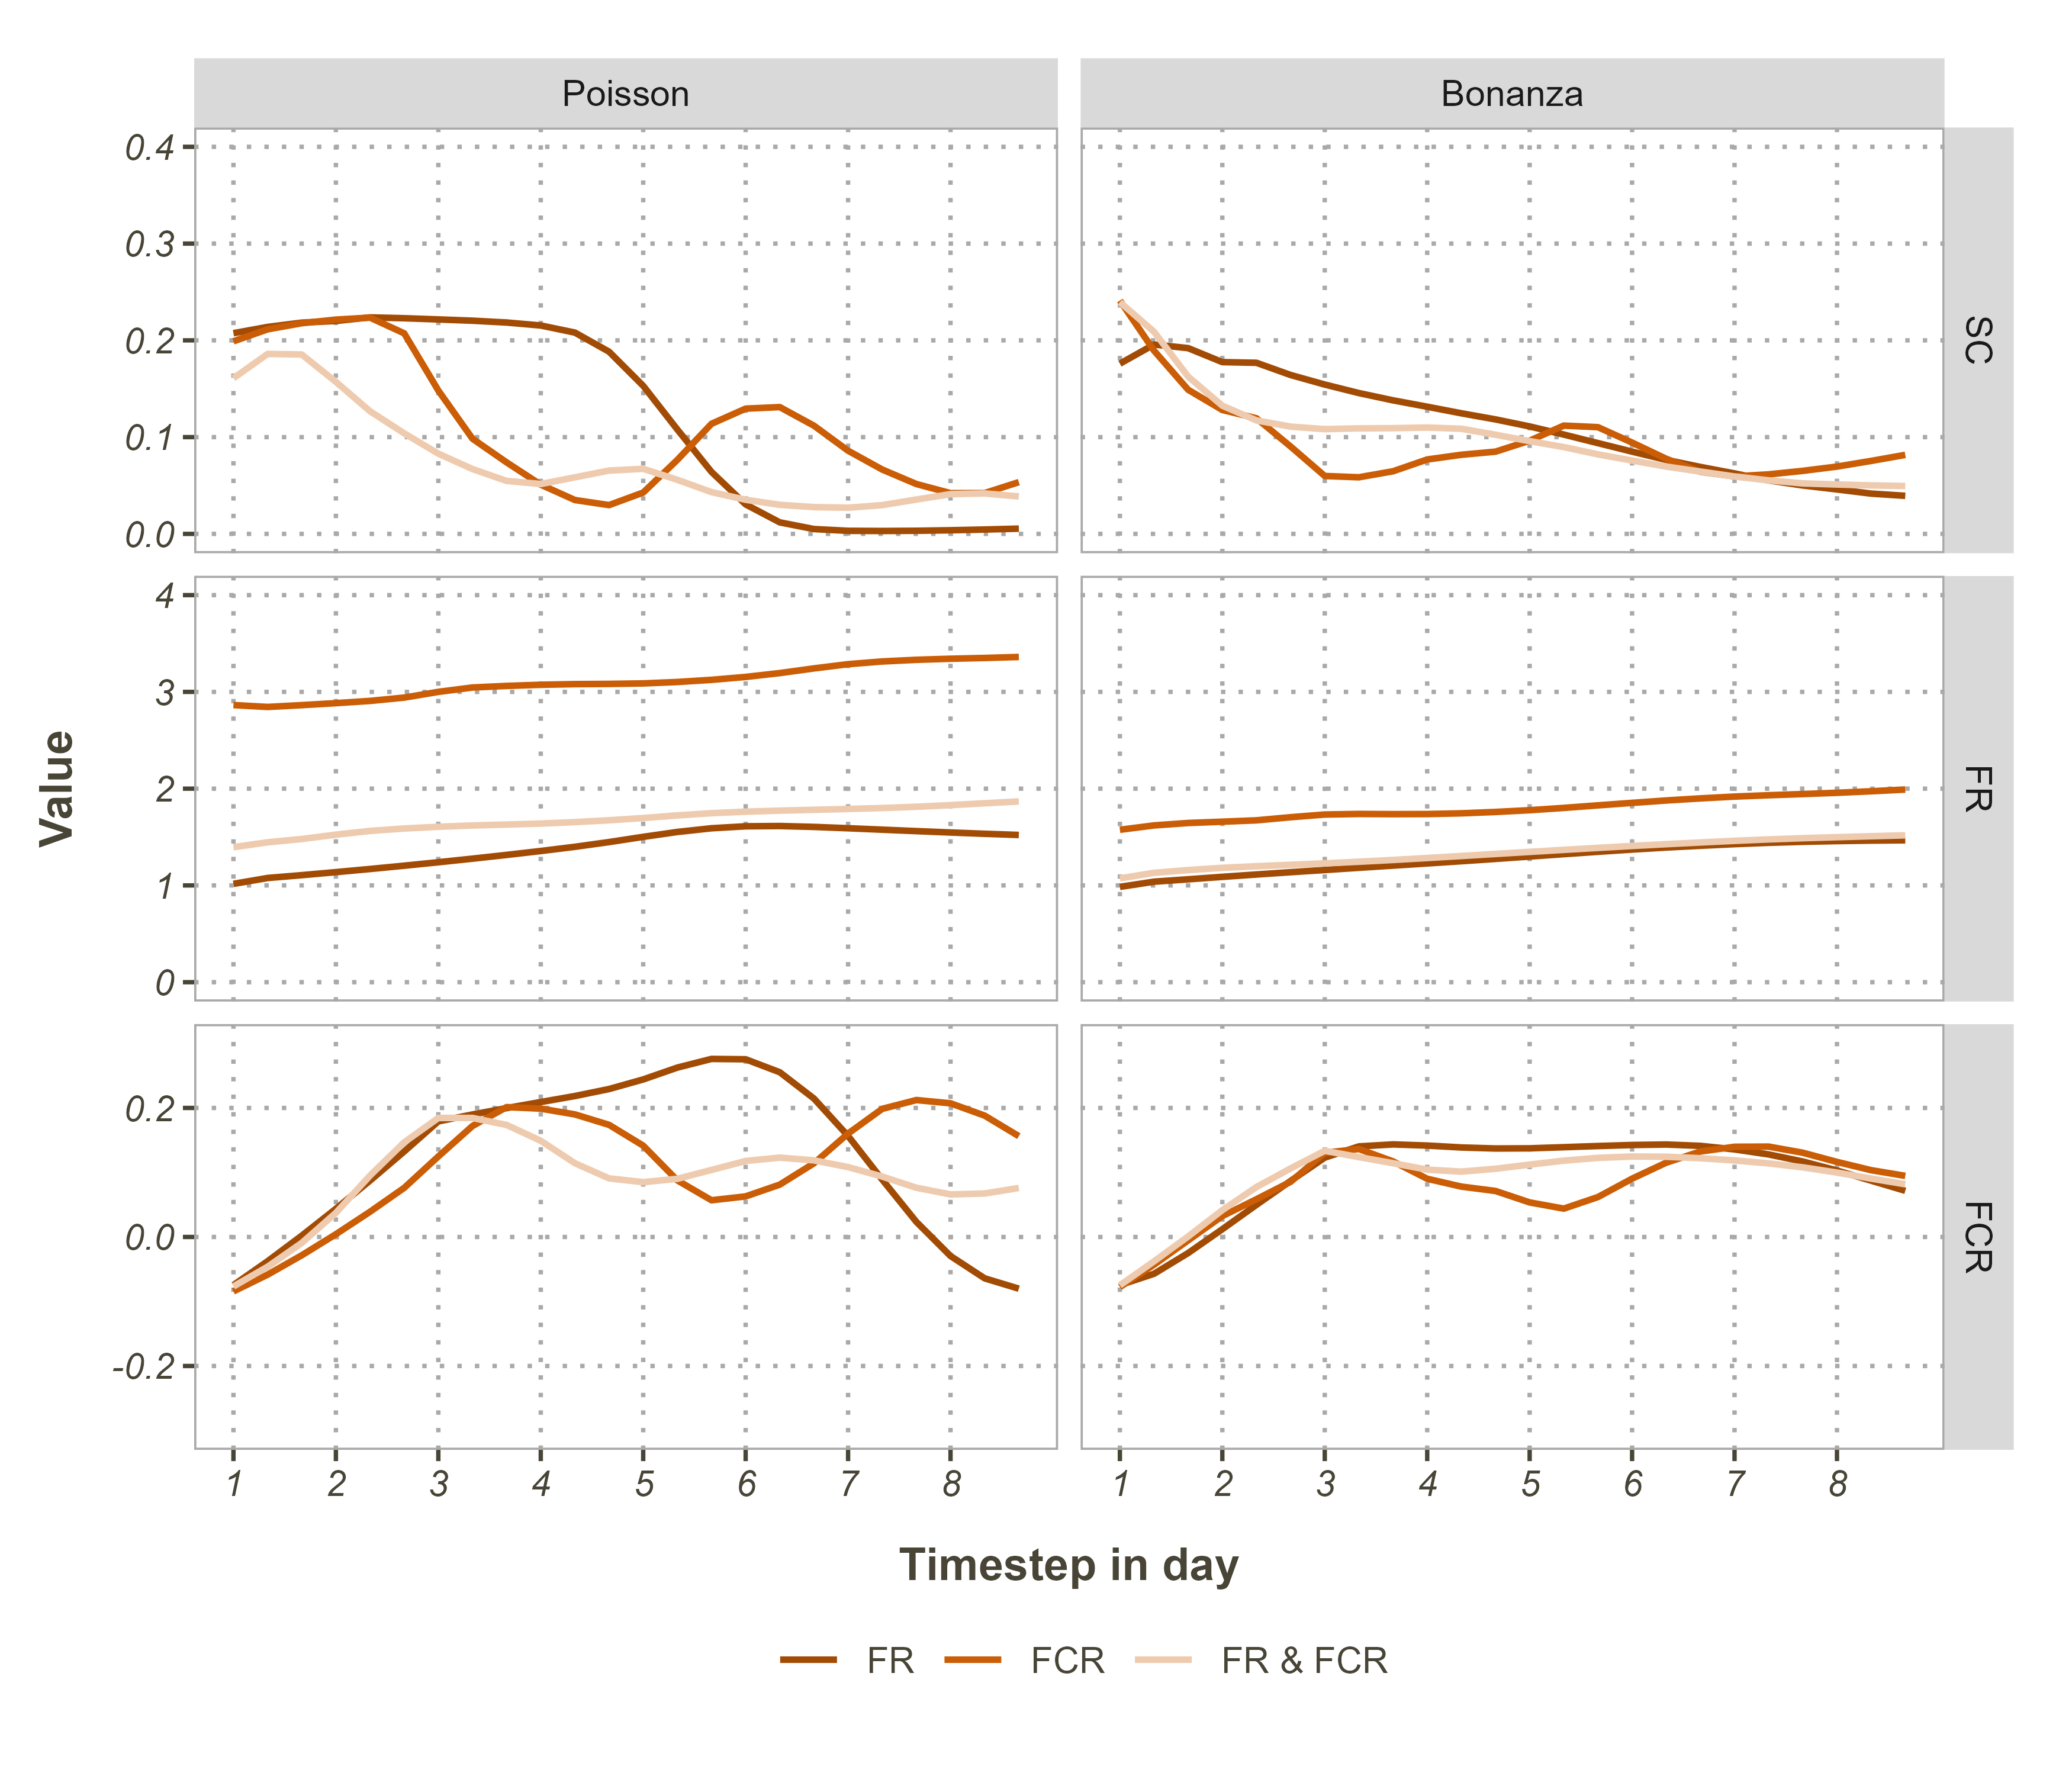 Poisson Bonanza
0.4
0.3
0.2
0.1
0.0
SC
4
3
2
1
0
FR
Value
0.2
0.0
-0.2
FCR
1 2 3 4 5 6 7 8 1 2 3 4 5 6 7 8
Timestep in day
FR FCR FR & FCR